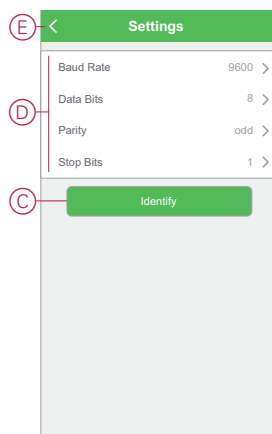 E < Settings
Baud Rate 9600 >
Data Bits 8 >
D
Parity odd >
Stop Bits 1 >
C Identify